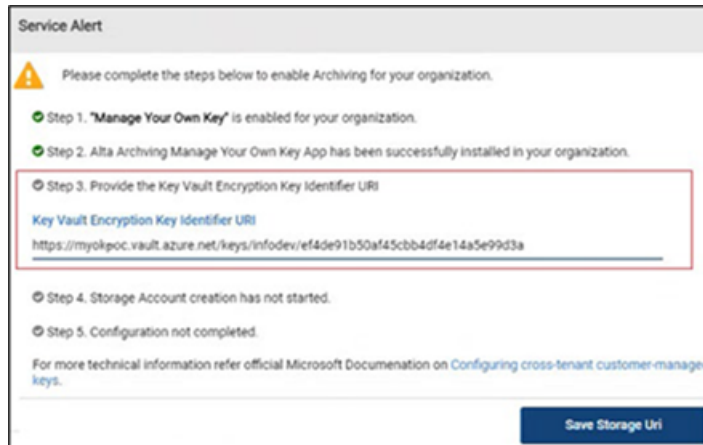 Service Alert
Please complete the steps below to enable Archiving for your organization.
Step 1. "Manage Your Own Key" is enabled for your organization.
Step 2. Alta Archving Manage Your Own Key App has been successfully installed in your organization.
Step 3. Provide the Key Vault Encryption Key Identifier URI
Key Vault Encryption Key Identifier URI
https://myokpoc.vault.azure.net/keys/infodev/ef4de91b50af45cbb4df4e14a5e99d3a
Step 4. Storage Account creation has not started.
Step 5. Configuration not completed.
For more technical information refer official Microsoft Documenation on Configuring cross-tenant customer-manage
keys.
Save Storage Uri